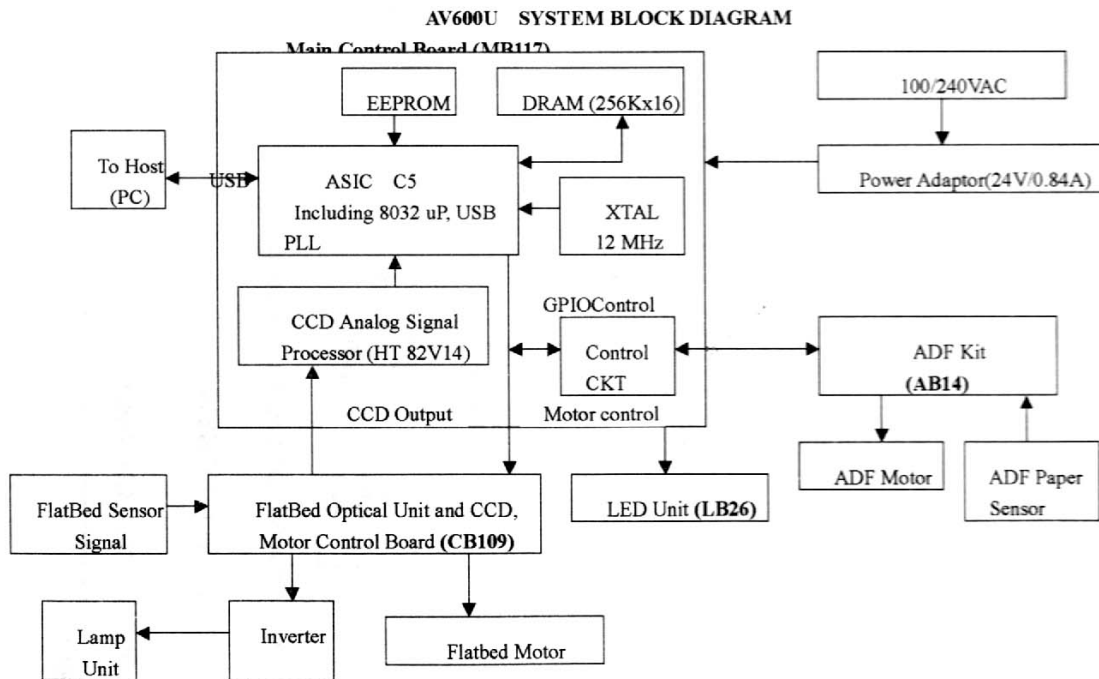 AV600U SYSTEM BLOCK DIAGRAM
Main Control Board (MB117)
EEPROM
DRAM (256Kx16)
100/240VAC
To Host
(PC)
USB
ASIC C5
Including 8032 uP, USB
PLL
XTAL
12 MHz
Power Adaptor(24V/0.84A)
CCD Analog Signal
Processor (HT 82V14)
GPIOControl
Control
CKT
ADF Kit
(AB14)
CCD Output
Motor control
FlatBed Sensor
Signal
FlatBed Optical Unit and CCD,
Motor Control Board (CB109)
LED Unit (LB26)
ADF Motor
ADF Paper
Sensor
Lamp
Unit
Inverter
Flatbed Motor